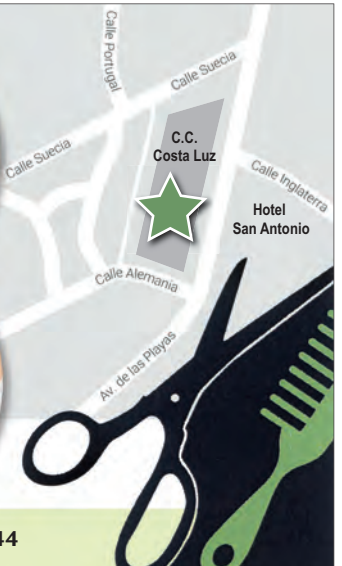 Calle Portugal
Calle Suecia
C.C.
Costa Luz
Calle Suecia
Calle Inglaterra
Hotel
San Antonio
Calle Alemania
Av. de las Playas
44